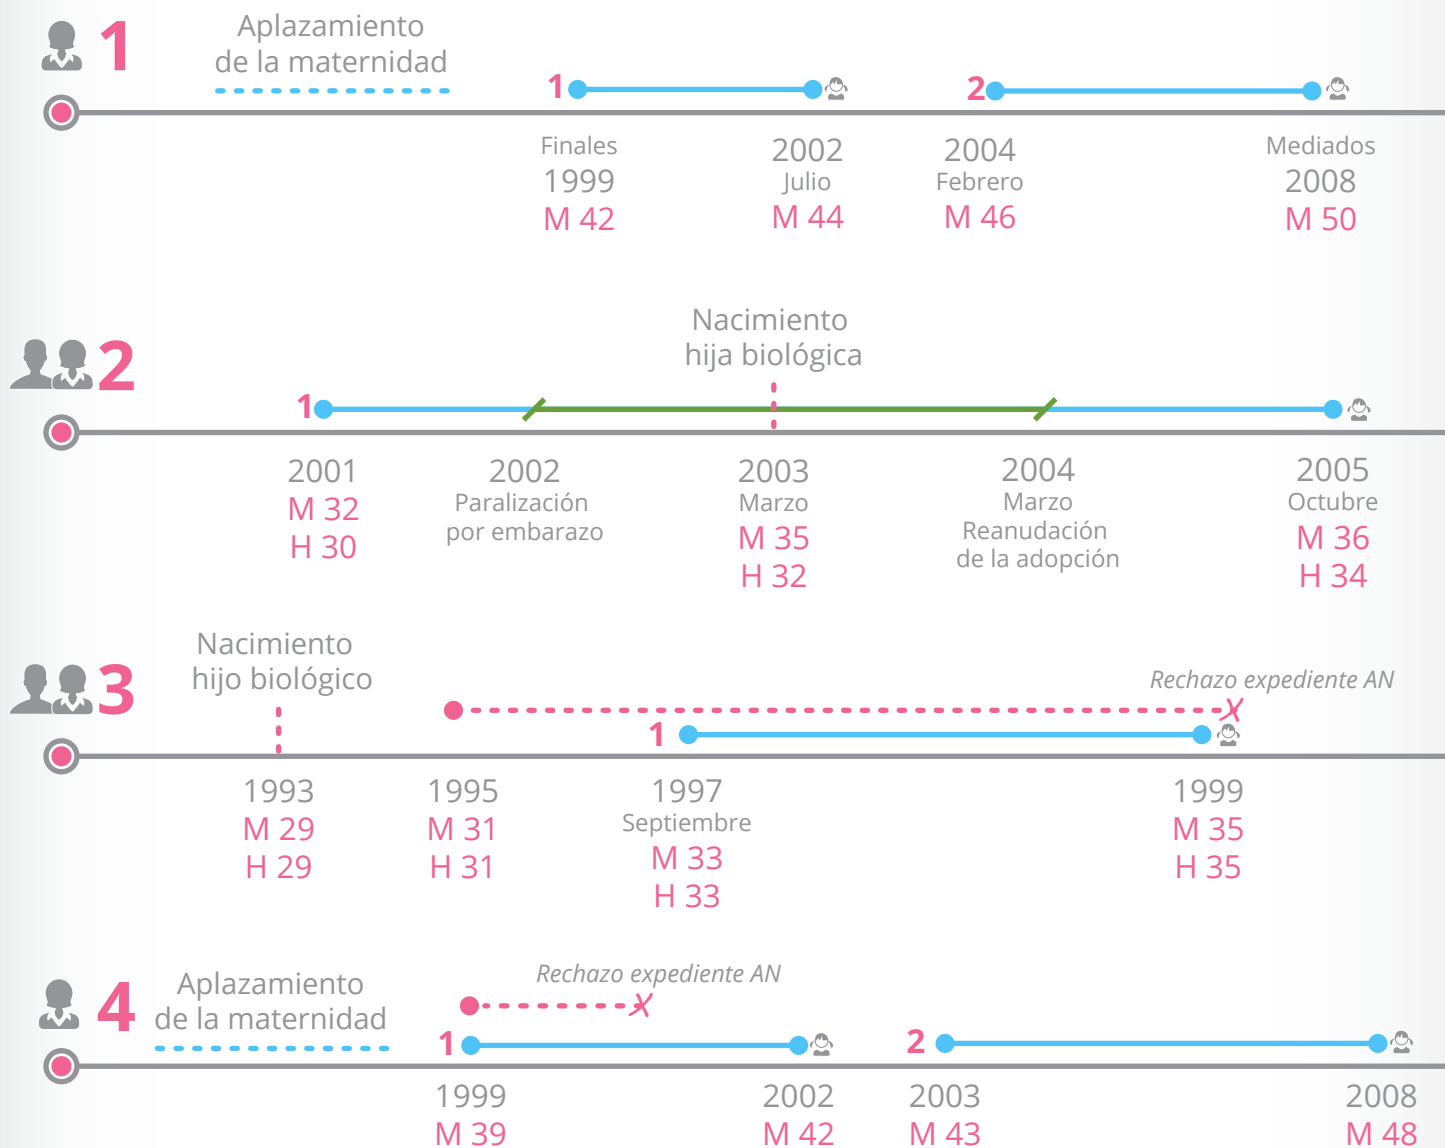 1
Aplazamiento
de la maternidad
1
2
Finales
1999
M 42
2002
Julio
M 44
2004
Febrero
M 46
Mediados
2008
M 50
2
Nacimiento
hija biológica
1
2001
M 32
H 30
2002
Paralización
por embarazo
2003
Marzo
M 35
H 32
2004
Marzo
Reanudación
de la adopción
2005
Octubre
M 36
H 34
3
Nacimiento
hijo biológico
Rechazo expediente AN
1
1993
M 29
H 29
1995
M 31
H 31
1997
Septiembre
M 33
H 33
1999
M 35
H 35
4
Aplazamiento
de la maternidad
Rechazo expediente AN
1
2
1999
M 39
2002
M 42
2003
M 43
2008
M 48